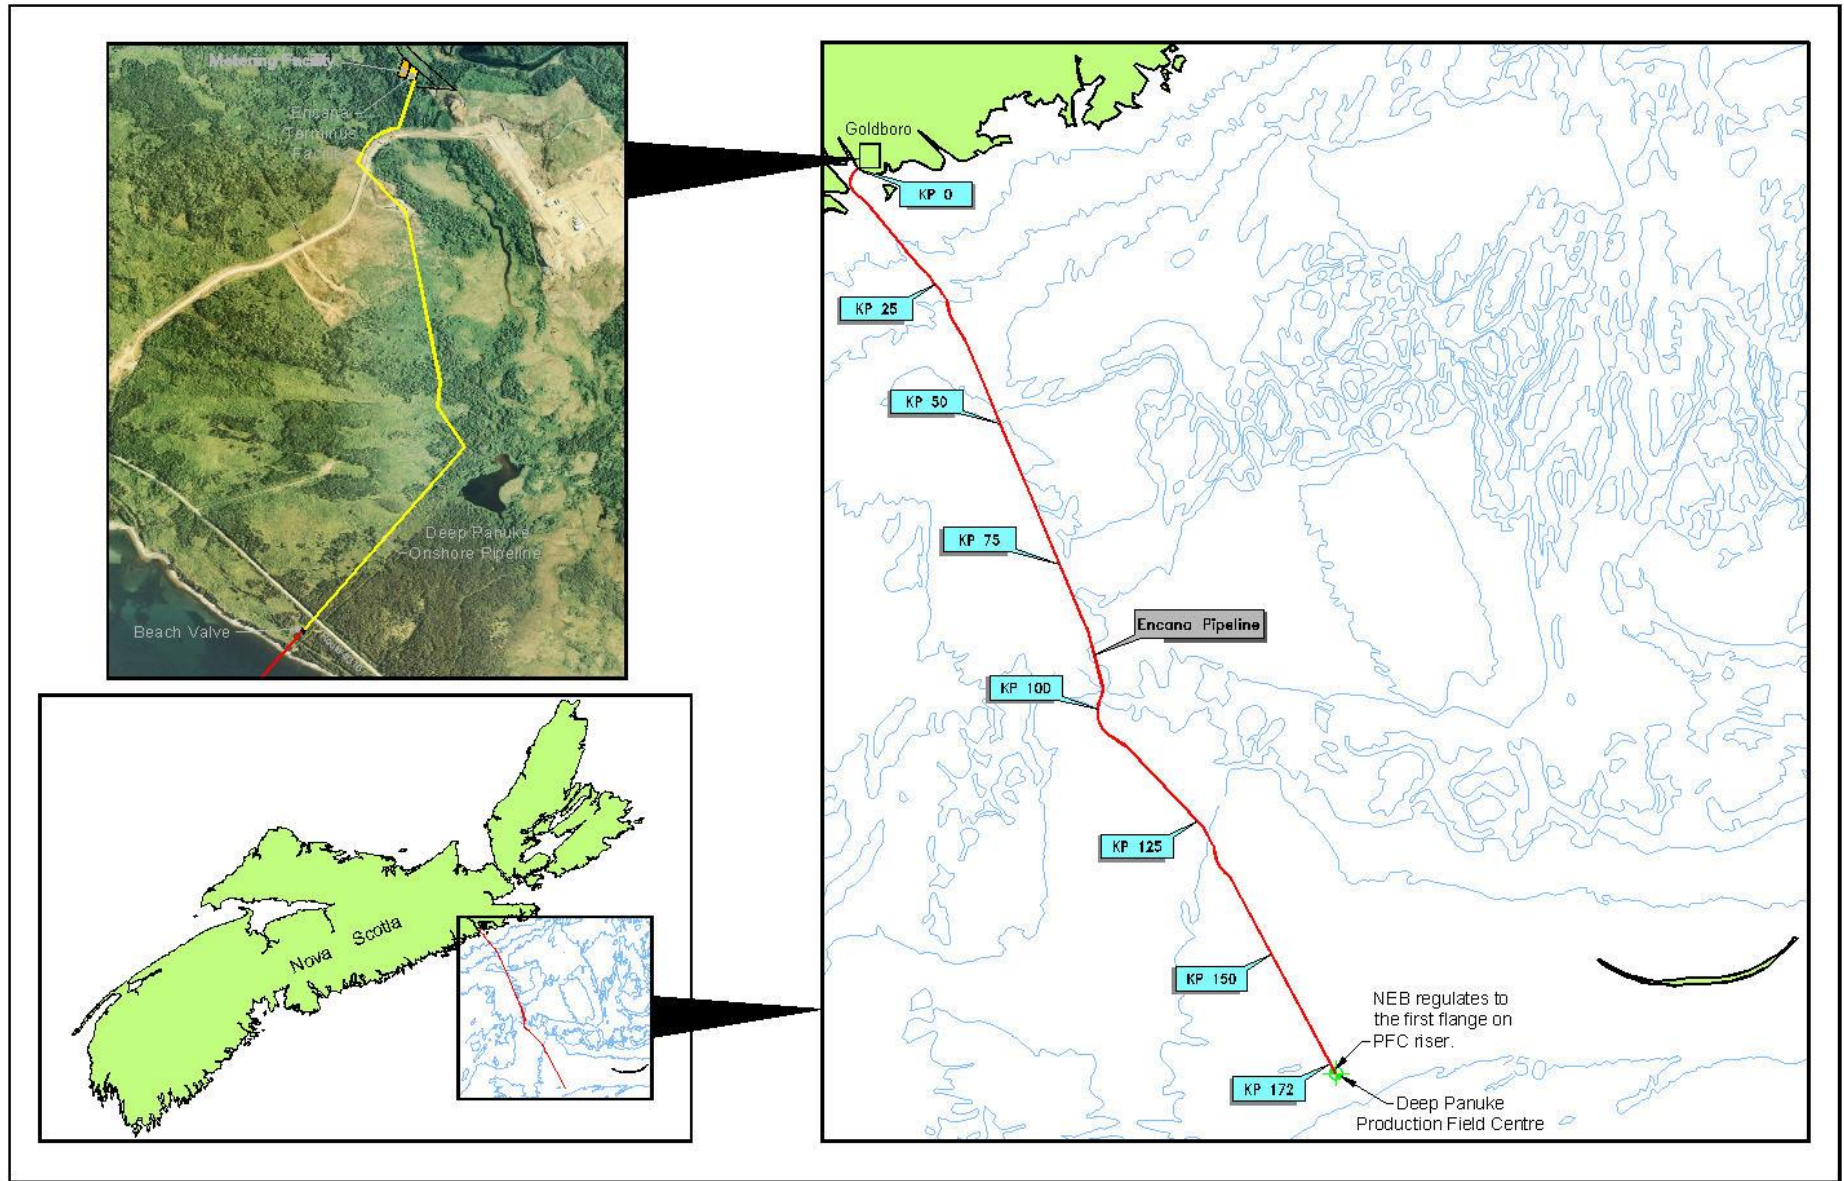 Metering Facility
Encana
Terminus
Facility
Deep Panuke
Onshore Pipeline
Beach Valve
Nova Scotia
Goldboro
KP 0
KP 25
KP 50
KP 75
Encana Pipeline
KP 100
KP 125
KP 150
NEB regulates to
the first flange on
PFC riser.
KP 172
Deep Panuke
Production Field Centre